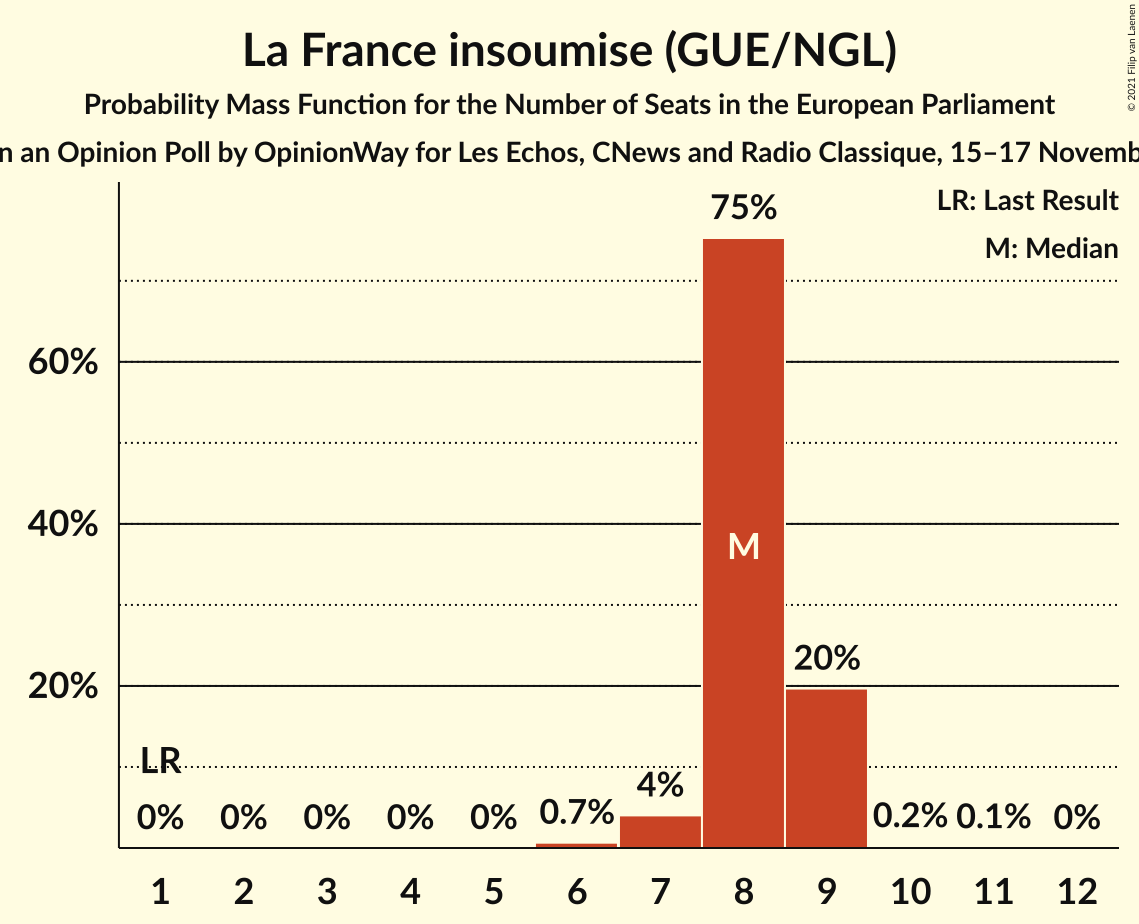 La France insoumise (GUE/NGL)
Probability Mass Function for the Number of Seats in the European Parliament
an Opinion Poll by OpinionWay for Les Echos, CNews and Radio Classique, 15–17
© 2021 Filip van Laenen
LR: Last Result
M: Median
75%
60%
40%
M
20%
20%
LR
4%
0% 0% 0% 0% 0% 0.7% 0.2% 0.1% 0%
1 2 3 4 5 6 7 8 9 10 11 12